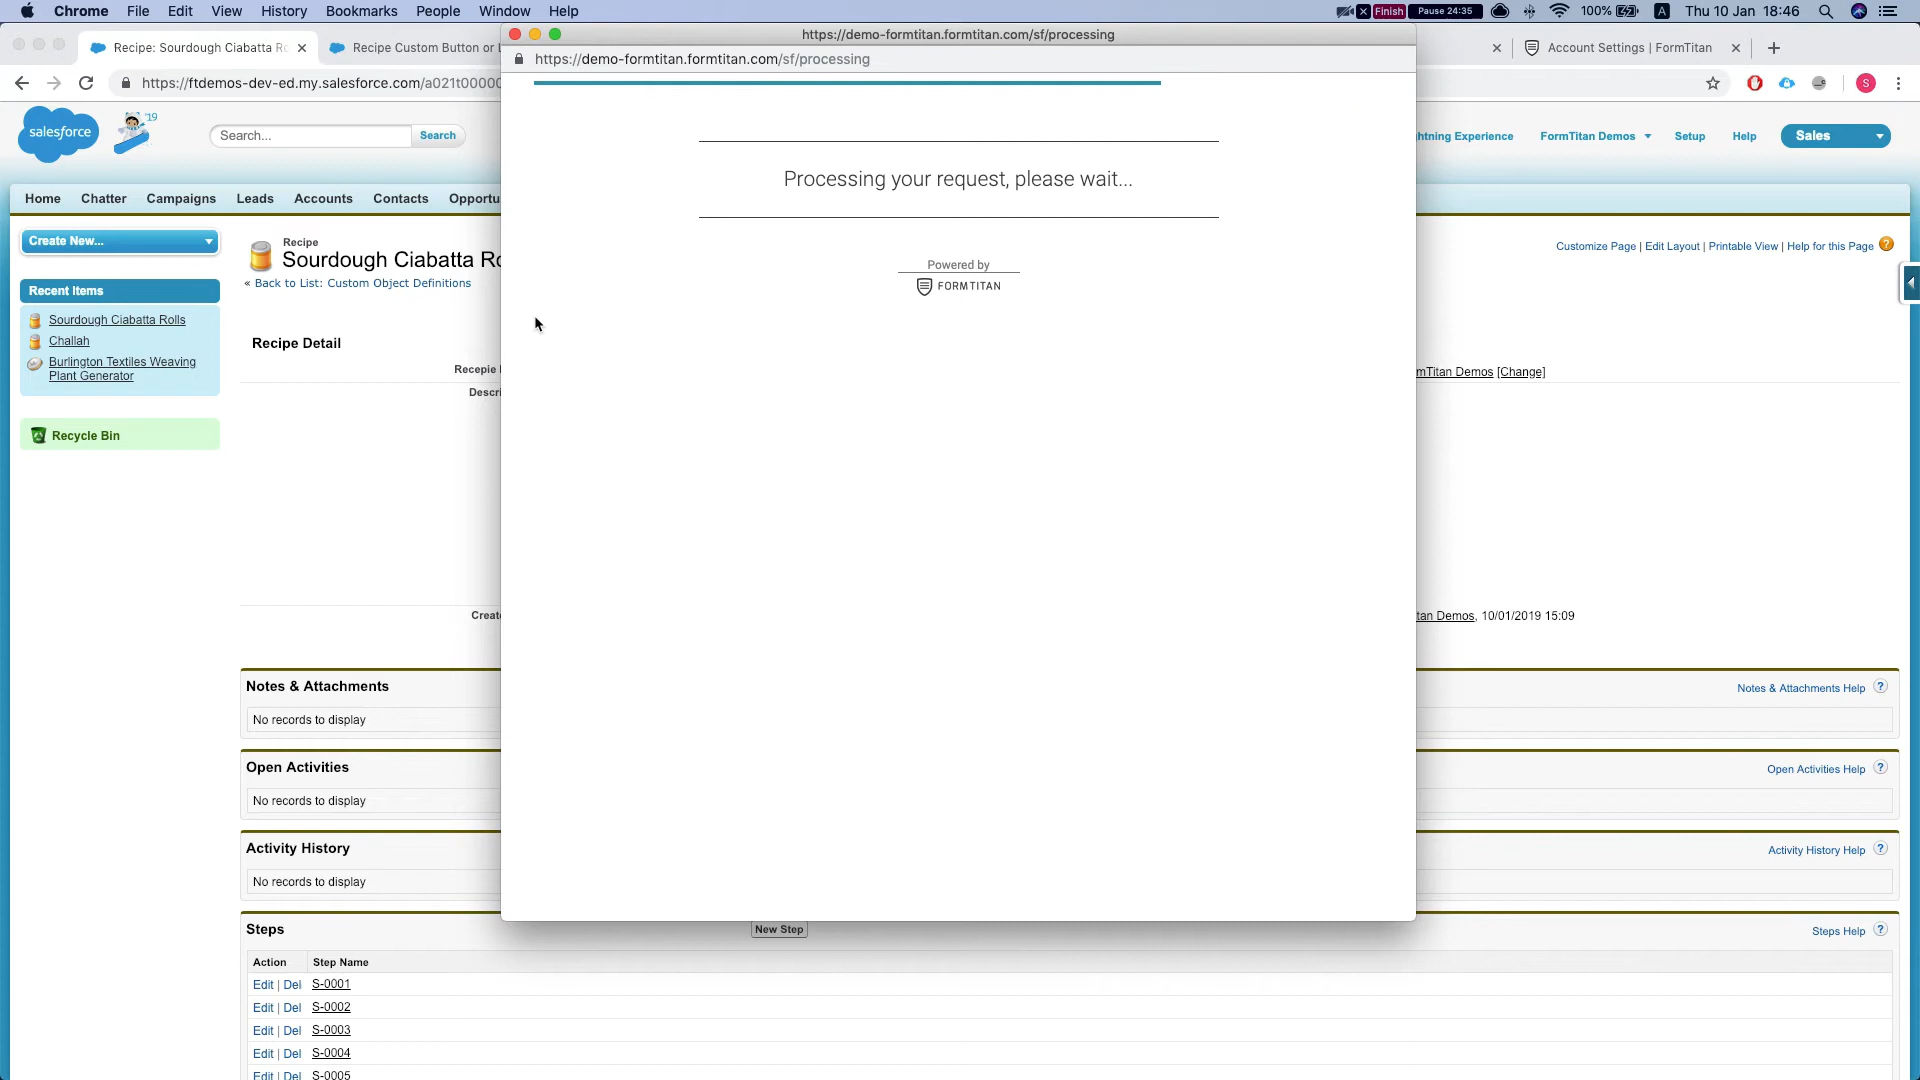 Chrome File Edit View History Bookmarks People Window Help
Finish Pause 24:35 100% A Thu 10 Jan 18:46
https://demo-formtitan.formtitan.com/sf/processing
Recipe: Sourdough Ciabatta Ro
Recipe Custom Button or L
Account Settings | FormTitan
https://demo-formtitan.formtitan.com/sf/processing
https://ftdemos-dev-ed.my.salesforce.com/a021t0000
S
salesforce
'19
Search...
Search
htning Experience
FormTitan Demos
Setup
Help
Sales
Processing your request, please wait...
Home Chatter Campaigns Leads Accounts Contacts Opportu
Create New...
Recipe
Sourdough Ciabatta Ro
« Back to List: Custom Object Definitions
Customize Page | Edit Layout | Printable View | Help for this Page ?
Powered by
FORMTITAN
Recent Items
Sourdough Ciabatta Rolls
Challah
Burlington Textiles Weaving
Plant Generator
Recycle Bin
Recipe Detail
Recepie
mTitan Demos [Change]
Descri
Create
tan Demos, 10/01/2019 15:09
Notes & Attachments
Notes & Attachments Help ?
No records to display
Open Activities
Open Activities Help ?
No records to display
Activity History
Activity History Help ?
No records to display
Steps
New Step
Steps Help ?
Action Step Name
Edit | Del S-0001
Edit | Del S-0002
Edit | Del S-0003
Edit | Del S-0004
Edit | Del S-0005